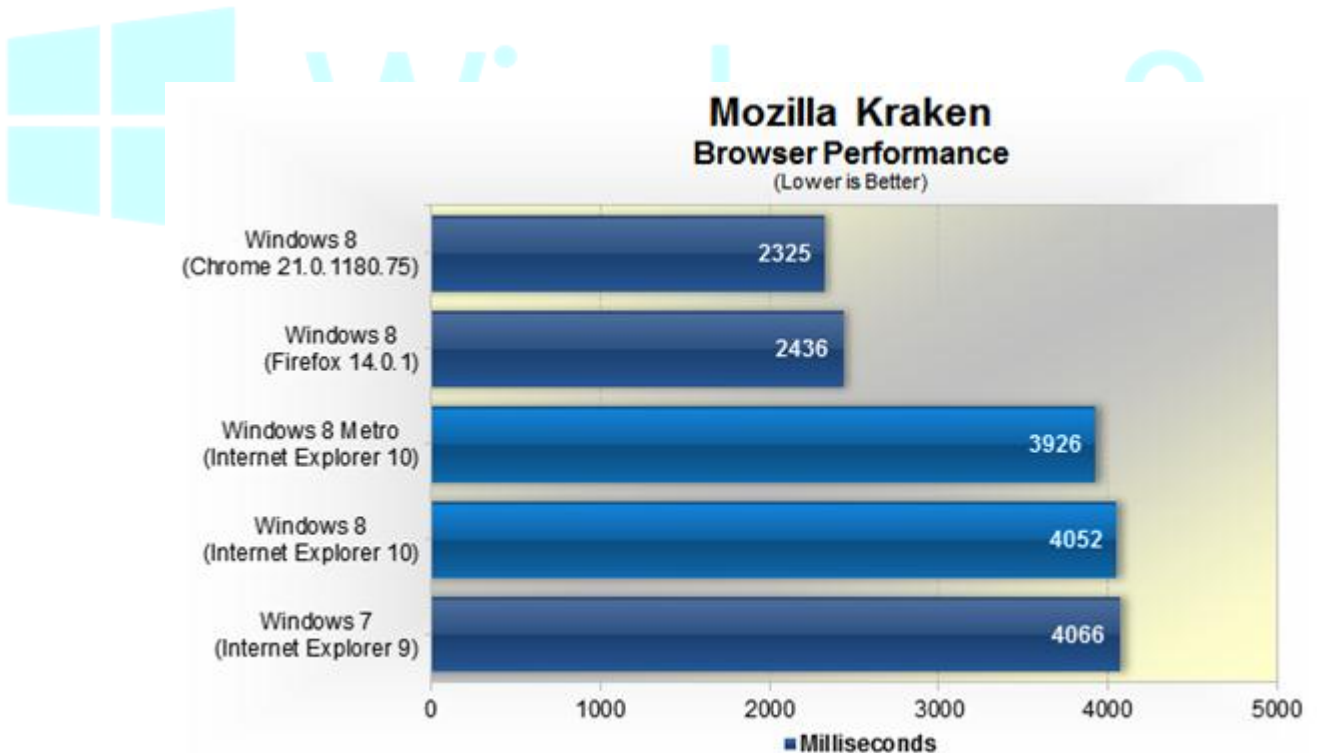 Mozilla Kraken
Browser Performance
(Lower is Better)
Windows 8
(Chrome 21.0.1180.75)
2325
Windows 8
(Firefox 14.0.1)
2436
Windows 8 Metro
(Internet Explorer 10)
3926
Windows 8
(Internet Explorer 10)
4052
Windows 7
(Internet Explorer 9)
4066
0 1000 2000 3000 4000 5000
Milliseconds